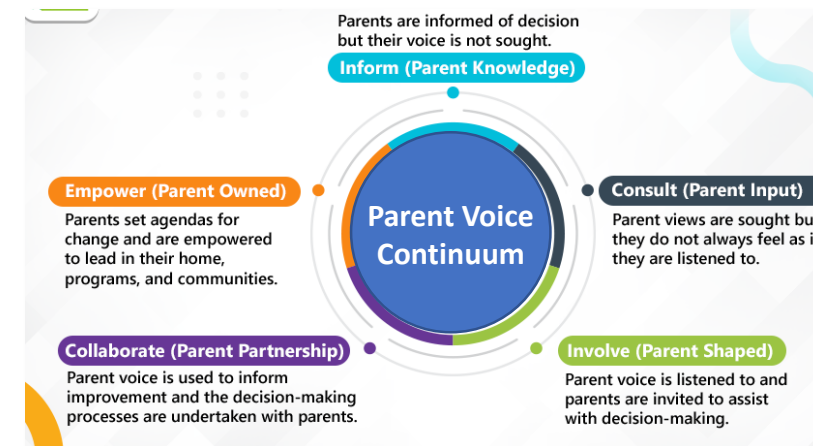 Parents are informed of decision
but their voice is not sought.
Inform (Parent Knowledge)
Parent Voice
Continuum
Consult (Parent Input)
Parent views are sought
they do not always feel as
they are listened to.
Involve (Parent Shaped)
Parent voice is listened to and
parents are invited to assist
with decision-making.
Collaborate (Parent Partnership)
Parent voice is used to inform
improvement and the decision-making
processes are undertaken with parents.
Empower (Parent Owned)
Parents set agendas for
change and are empowered
to lead in their home,
programs, and communities.